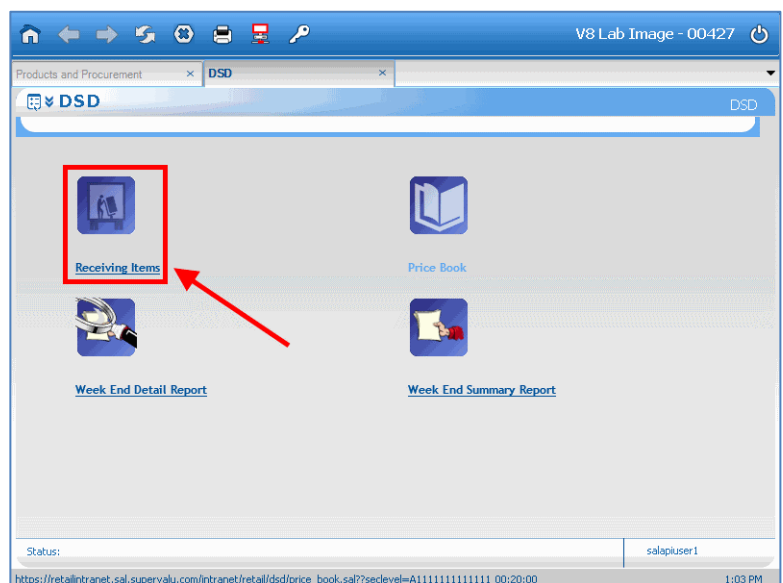 V8 Lab Image - 00427
Products and Procurement × DSD ×
DSD
DSD
Receiving Items
Price Book
Week End Detail Report
Week End Summary Report
Status:
salapiuser1
https://retailintranet.sal.supervalu.com/intranet/retail/dsd/price_book.sal??seclevel=A1111111111111 00:20:00
1:03 PM